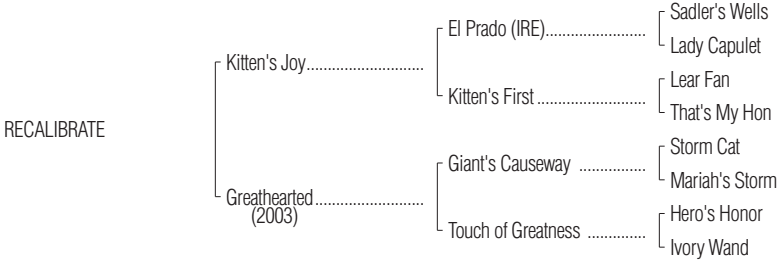 Sadler's Wells
El Prado (IRE)
Lady Capulet
Kitten's Joy
Lear Fan
Kitten's First
That's My Hon
RECALIBRATE
Storm Cat
Giant's Causeway
Mariah's Storm
Greathearted
(2003)
Hero's Honor
Touch of Greatness
Ivory Wand